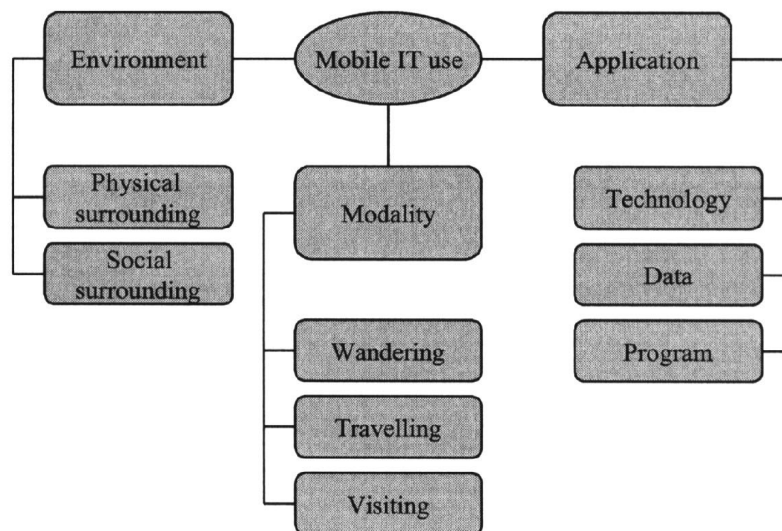 Environment
Mobile IT use
Application
Physical
surrounding
Social
surrounding
Modality
Wandering
Travelling
Visiting
Technology
Data
Program